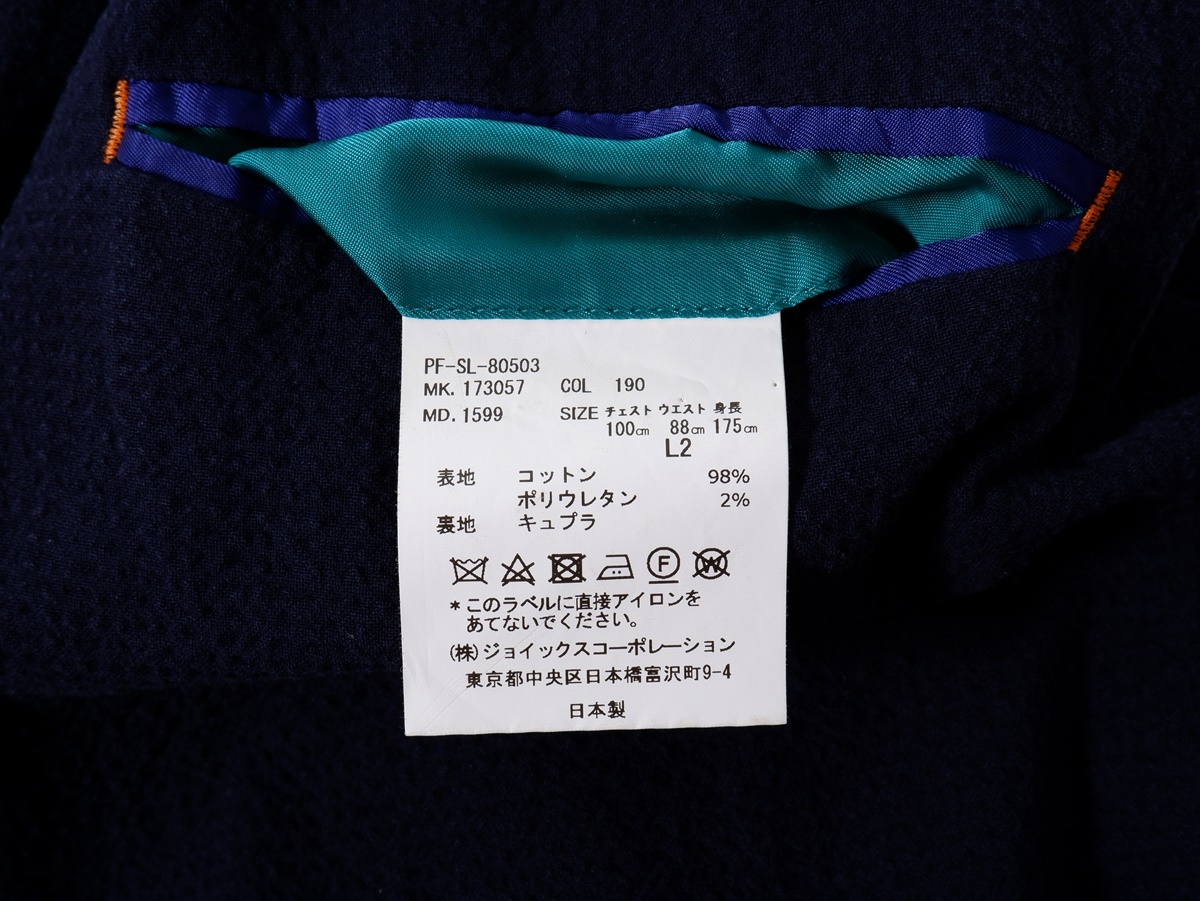 PF-SL-80503
MK. 173057 COL 190
MD. 1599 SIZE チェスト ウエスト 身長
100cm 88cm 175cm
L2
表地 コットン 98%
ポリウレタン 2%
裏地 キュプラ
F W
*このラベルに直接アイロンを
あてないでください。
(株)ジョイックスコーポレーション
東京都中央区日本橋富沢町9-4
日本製